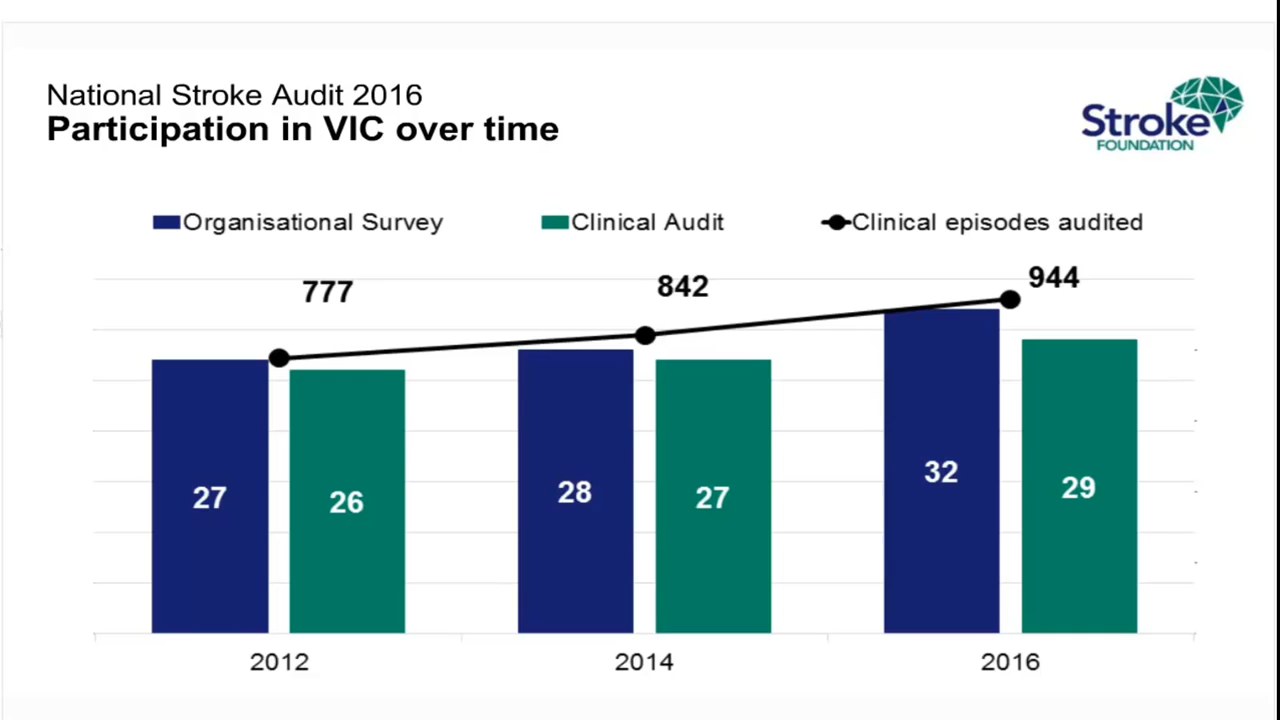 National Stroke Audit 2016
Participation in VIC over time
Stroke
FOUNDATION
Organisational Survey
Clinical Audit
Clinical episodes audited
777
842
944
27
26
28
27
32
29
2012
2014
2016